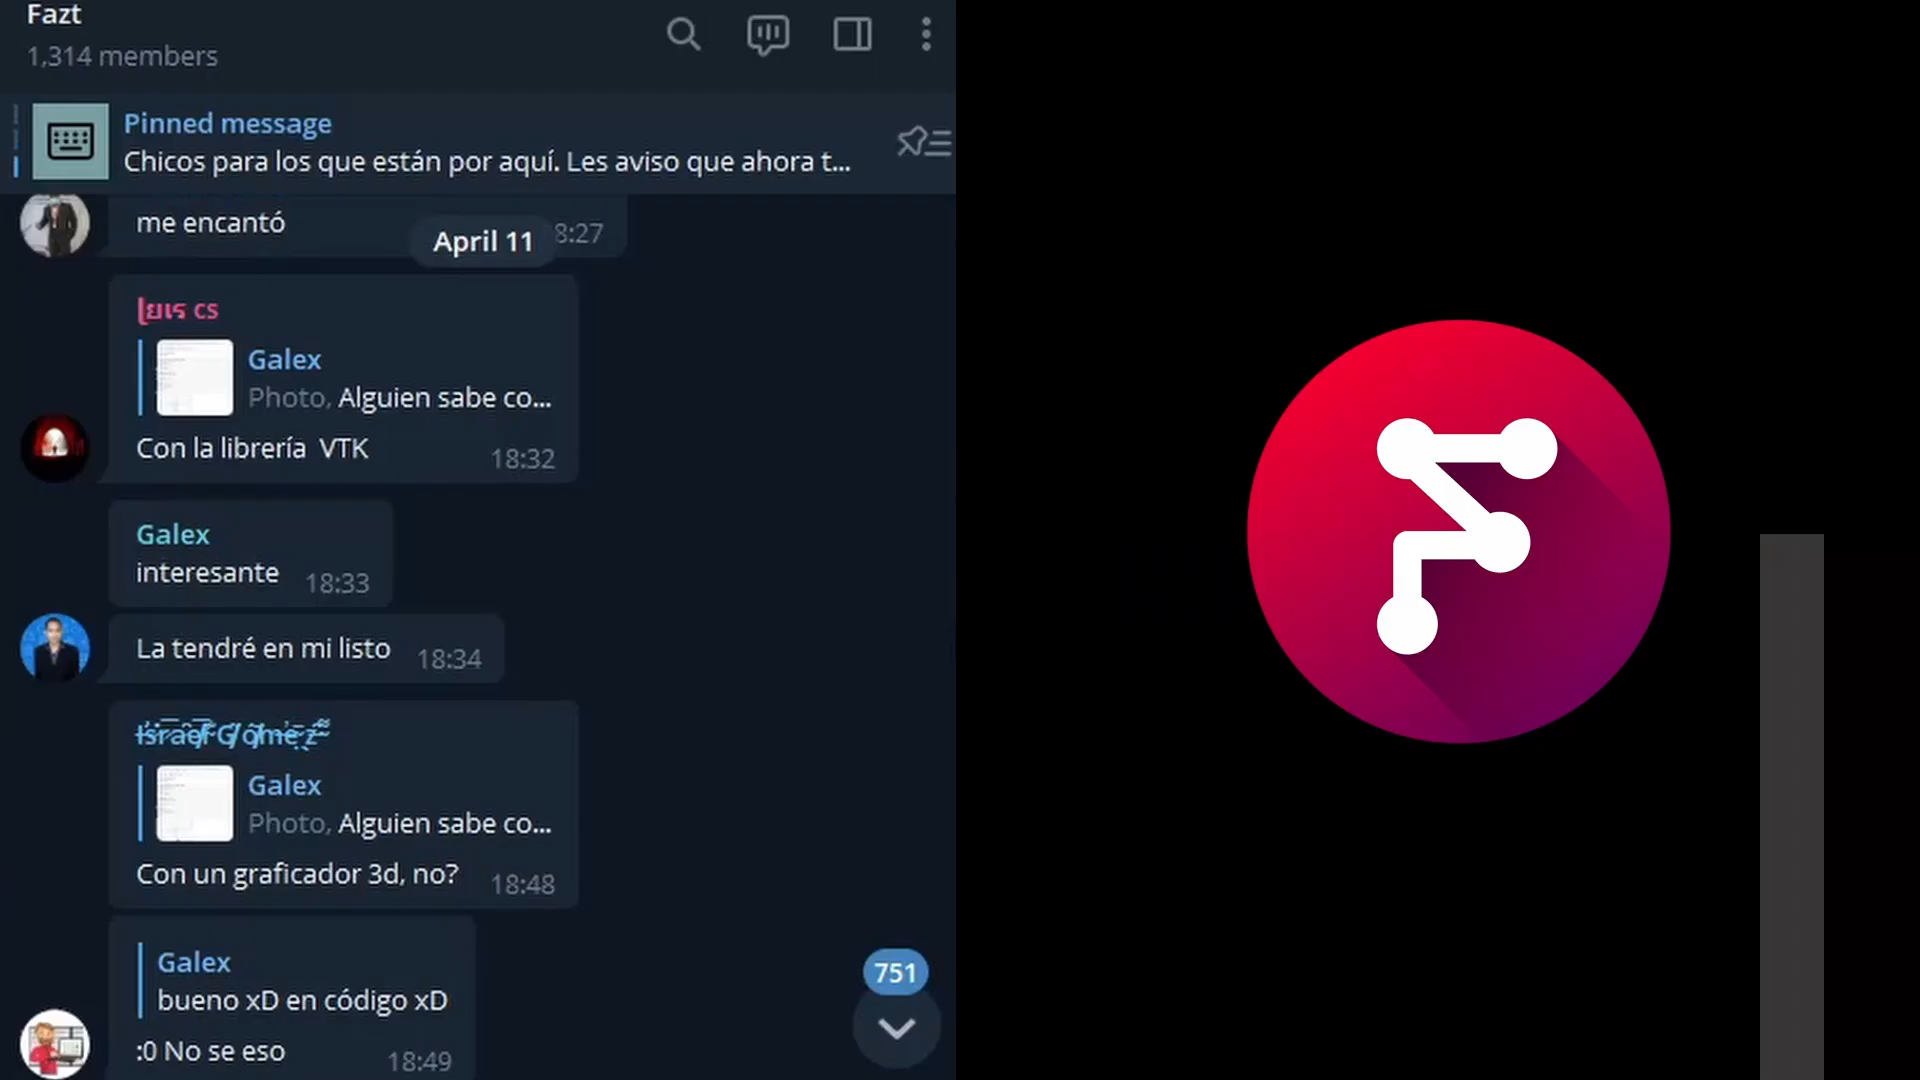 Fazt
1,314 members
Pinned message
Chicos para los que están por aquí. Les aviso que ahora t...
me encantó
8:27
April 11
cs
Galex
Photo, Alguien sabe co...
Con la librería VTK
18:32
Galex
interesante
18:33
La tendré en mi listo
18:34
Israel Gómez
Galex
Photo, Alguien sabe co...
Con un graficador 3d, no?
18:48
Galex
bueno xD en código xD
:0 No se eso
18:49
751